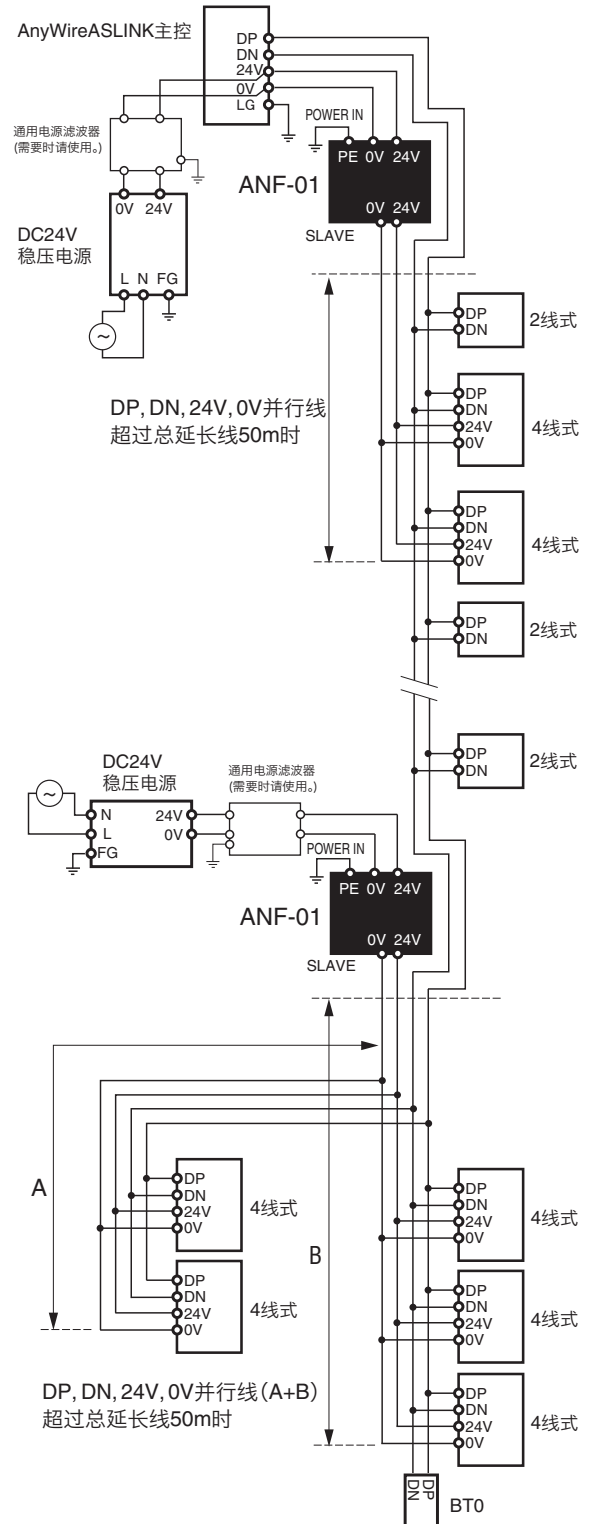 AnyWireASLINK主控
DP
DN
24V
0V
LG
通用电源滤波器
(需要时请使用。)
POWER IN
PE 0V 24V
ANF-01
0V 24V
SLAVE
0V 24V
DC24V
稳压电源
L N FG
DP
DN
2线式
DP, DN, 24V, 0V并行线
超过总延长线50m时
DP
DN
24V
0V
4线式
DP
DN
24V
0V
4线式
DP
DN
2线式
DP
DN
2线式
DC24V
稳压电源
通用电源滤波器
(需要时请使用。)
N
L
FG
24V
0V
POWER IN
PE 0V 24V
ANF-01
0V 24V
SLAVE
A
DP
DN
24V
0V
4线式
DP
DN
24V
0V
4线式
B
DP
DN
24V
0V
4线式
DP
DN
24V
0V
4线式
DP
DN
24V
0V
4线式
DP, DN, 24V, 0V并行线(A+B)
超过总延长线50m时
DP
DN
BT0